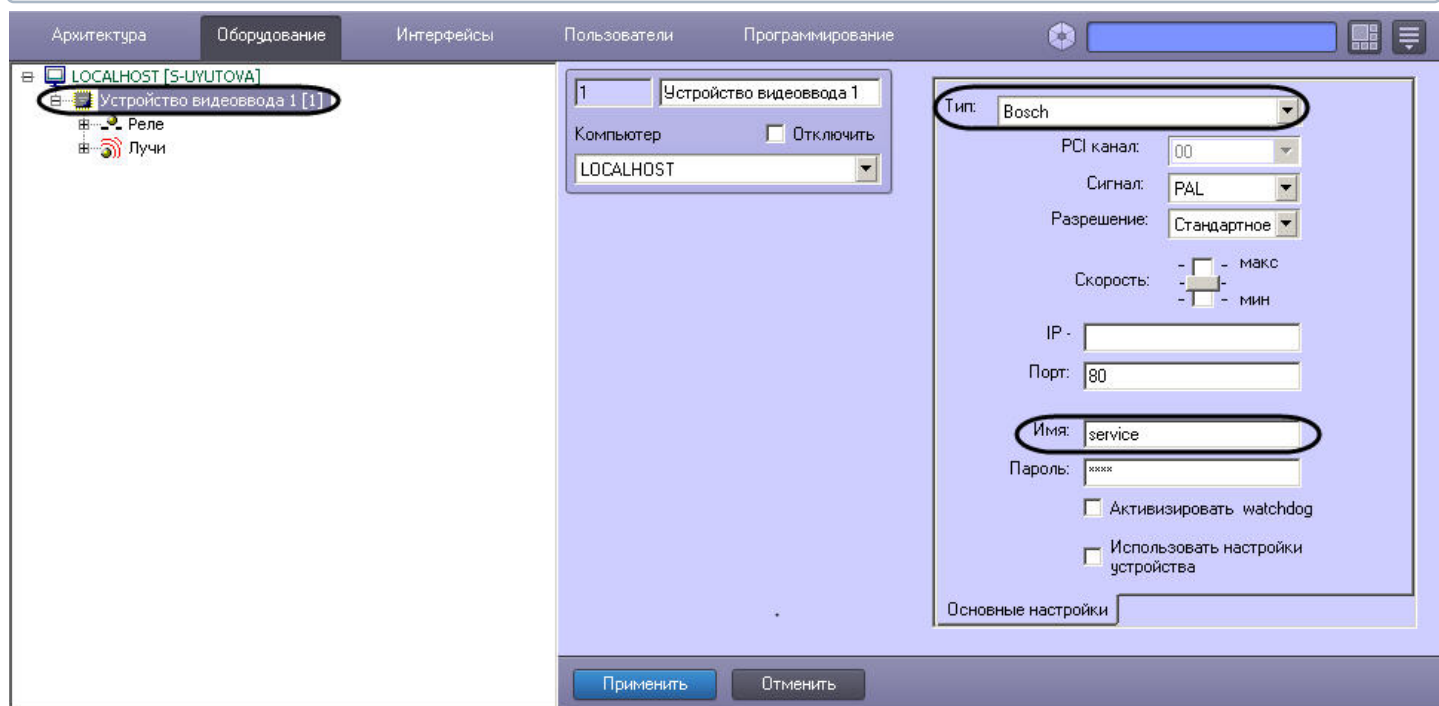 Архитектура Оборудование Интерфейсы Пользователи Программирование
LOCALHOST [S-UYUTOVA]
Устройство видеоввода 1 [1]
Реле
Лучи
1 Устройство видеоввода 1
Компьютер Отключить
LOCALHOST
Тип: Bosch
PCI канал: 00
Сигнал: PAL
Разрешение: Стандартное
Скорость: макс
мин
IP -
Порт: 80
Имя: service
Пароль: ****
Активизировать watchdog
Использовать настройки
устройства
Основные настройки
Применить Отменить